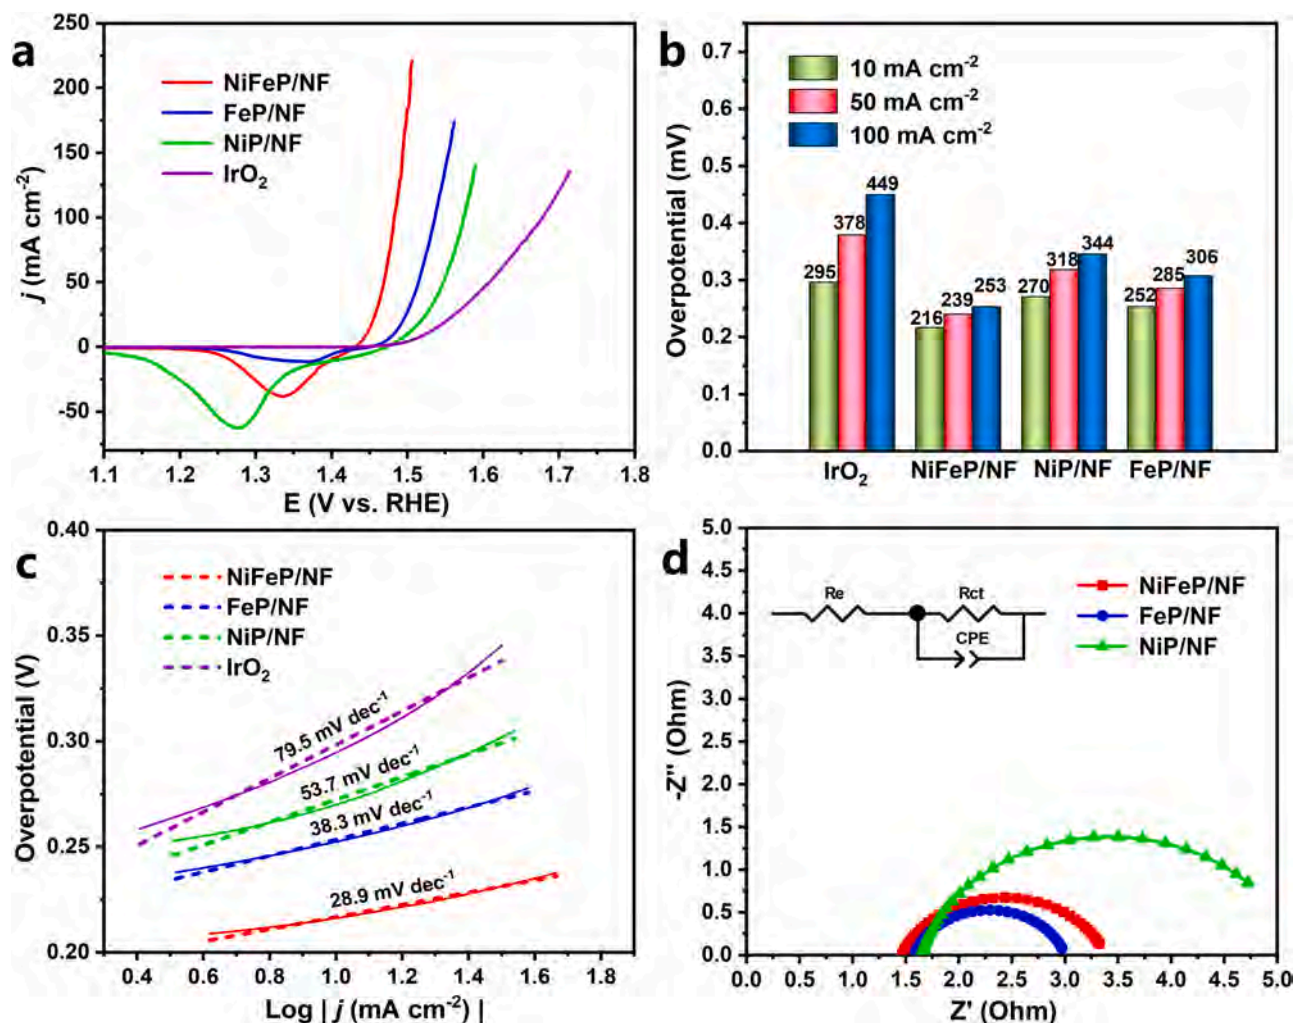 a
250
200
150
100
50
0
-50
j (mA cm⁻²)
NiFeP/NF
FeP/NF
NiP/NF
IrO₂
1.1 1.2 1.3 1.4 1.5 1.6 1.7 1.8
E (V vs. RHE)
b
0.7
0.6
0.5
0.4
0.3
0.2
0.1
0.0
Overpotential (mV)
10 mA cm⁻²
50 mA cm⁻²
100 mA cm⁻²
295 378 449
216 239 253
270 318 344
252 285 306
IrO₂ NiFeP/NF NiP/NF FeP/NF
c
0.40
0.35
0.30
0.25
0.20
Overpotential (V)
NiFeP/NF
FeP/NF
NiP/NF
IrO₂
79.5 mV dec⁻¹
53.7 mV dec⁻¹
38.3 mV dec⁻¹
28.9 mV dec⁻¹
0.4 0.6 0.8 1.0 1.2 1.4 1.6 1.8
Log | j (mA cm⁻²) |
d
5.0
4.5
4.0
3.5
3.0
2.5
2.0
1.5
1.0
0.5
0.0
-Z'' (Ohm)
Re Rct
CPE
NiFeP/NF
FeP/NF
NiP/NF
0.0 0.5 1.0 1.5 2.0 2.5 3.0 3.5 4.0 4.5 5.0
Z' (Ohm)